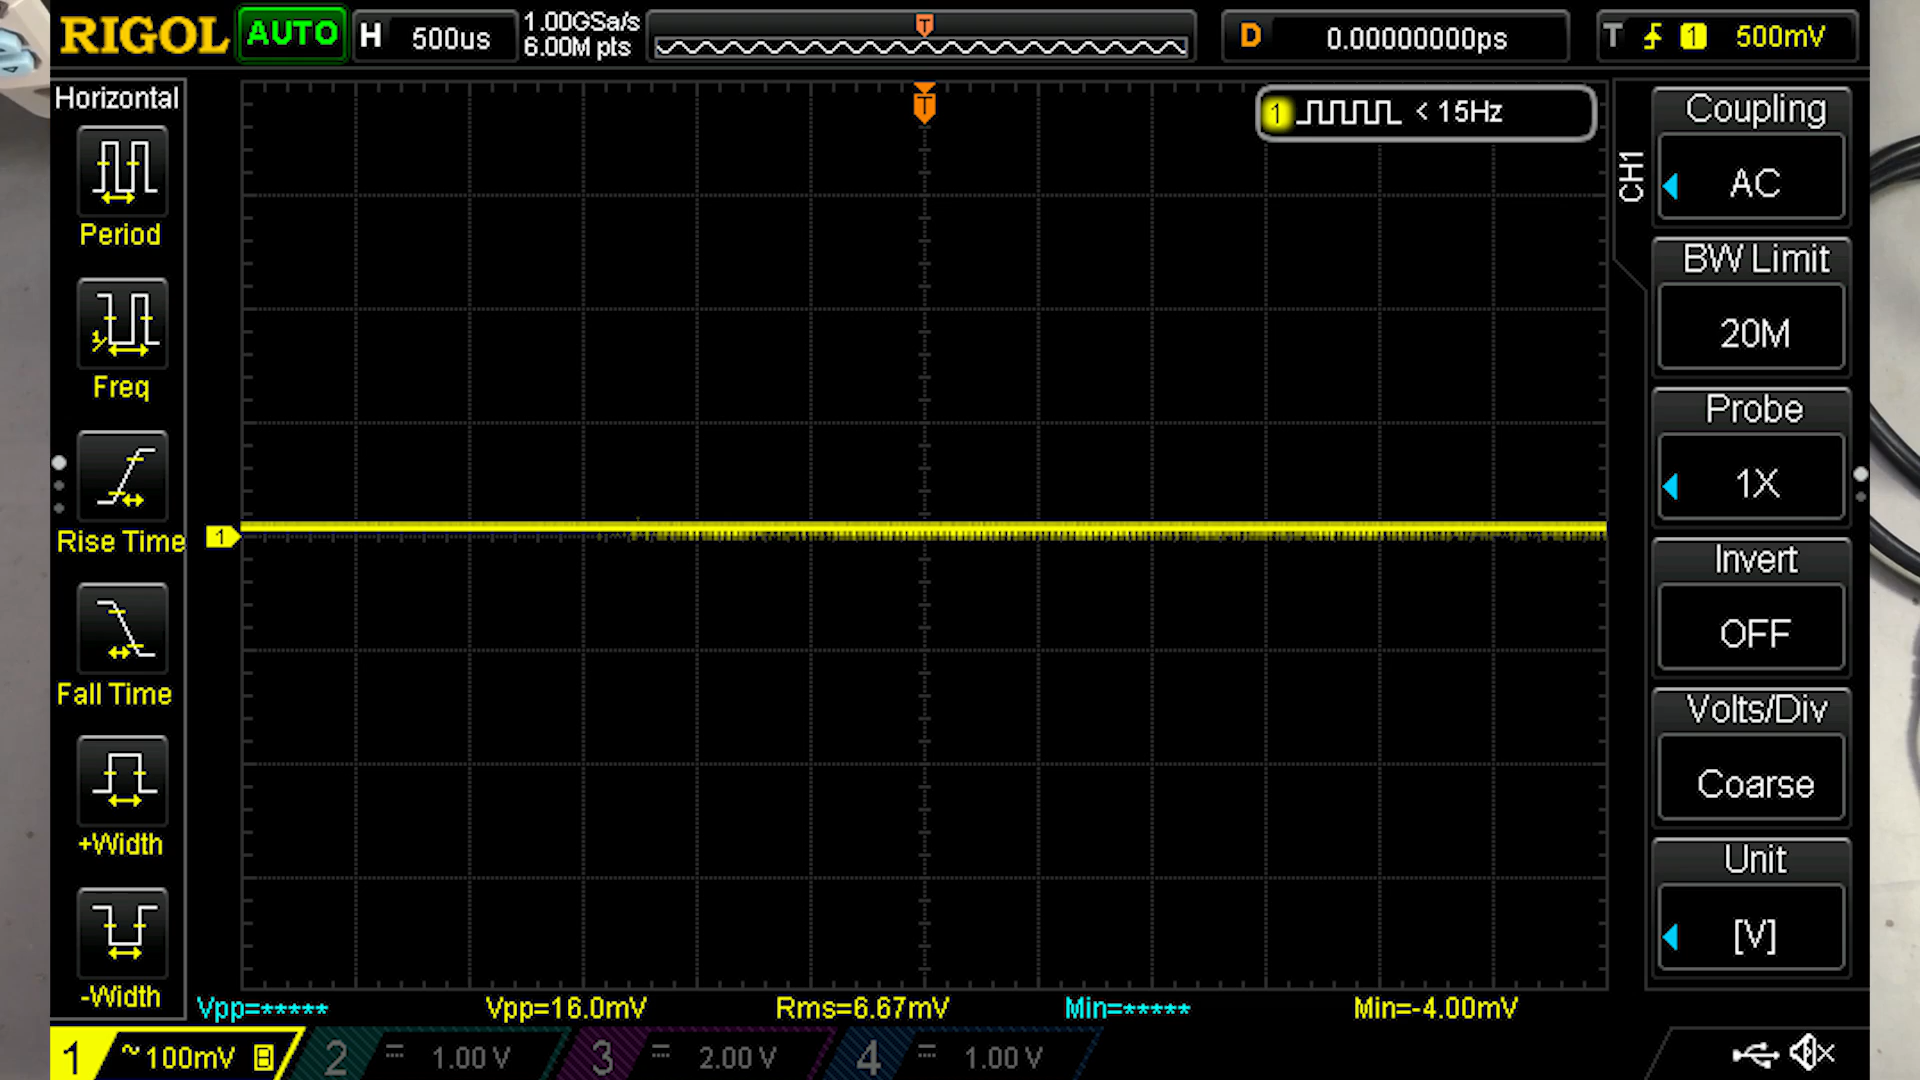 RIGOL AUTO H 500us 1.00GSa/s 6.00M pts T D 0.00000000ps T 1 500mV
Horizontal
Period
Freq
Rise Time
Fall Time
+Width
-Width
T
1 < 15Hz
1
CH1
Coupling
AC
BW Limit
20M
Probe
1X
Invert
OFF
Volts/Div
Coarse
Unit
[V]
Vpp=***** Vpp=16.0mV Rms=6.67mV Min=***** Min=-4.00mV
1 ~100mV B 2 1.00 V 3 2.00 V 4 1.00 V